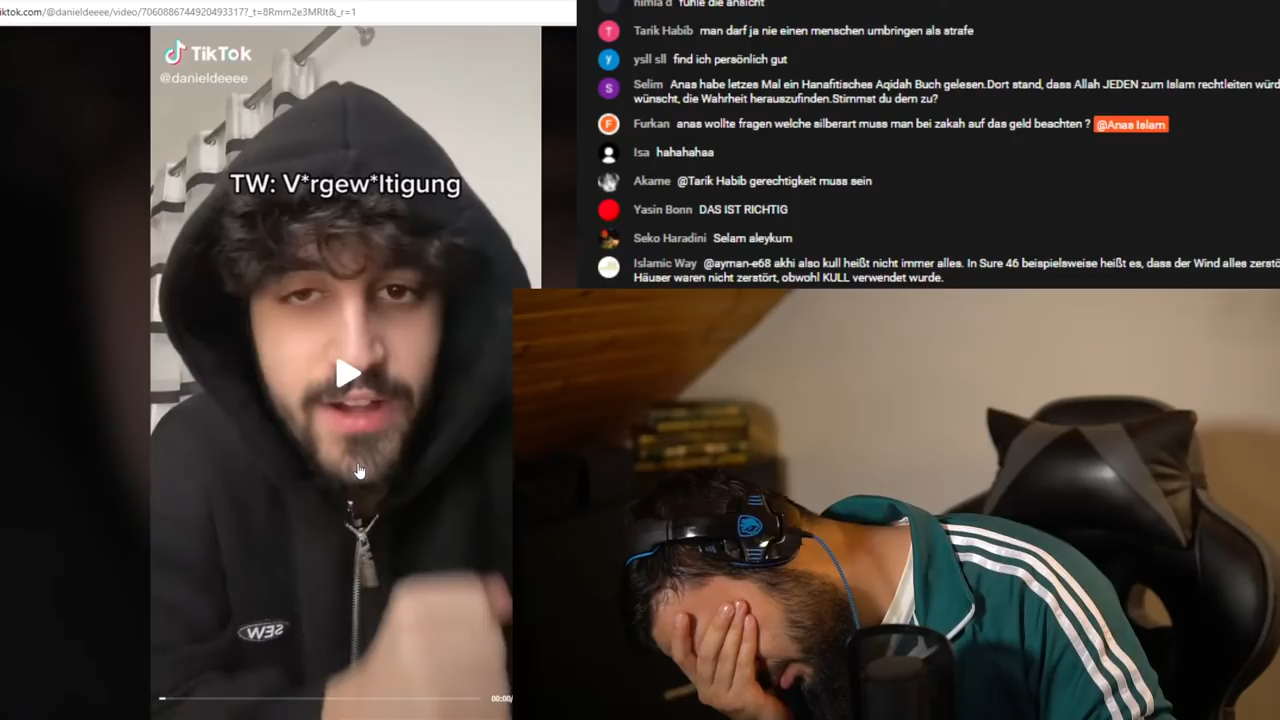 iktok.com/@danieldeeee/video/7060886744920493317?_t=8Rmm2e3MRlt&_r=1
TikTok
@danieldeeee
TW: V*rgew*ltigung
SEW
00:00/
fühle die ansicht
Tarik Habib man darf ja nie einen menschen umbringen als strafe
ysll sll find ich persönlich gut
Selim Anas habe letzes Mal ein Hanafitisches Aqidah Buch gelesen.Dort stand, dass Allah JEDEN zum Islam rechtleiten würd
wünscht, die Wahrheit herauszufinden.Stimmst du dem zu?
Furkan anas wollte fragen welche silberart muss man bei zakah auf das geld beachten ? @Anas Islam
Isa hahahahaa
Akame @Tarik Habib gerechtigkeit muss sein
Yasin Bonn DAS IST RICHTIG
Seko Haradini Selam aleykum
Islamic Way @ayman-e68 akhi also kull heißt nicht immer alles. In Sure 46 beispielsweise heißt es, dass der Wind alles zerstö
Häuser waren nicht zerstört, obwohl KULL verwendet wurde.